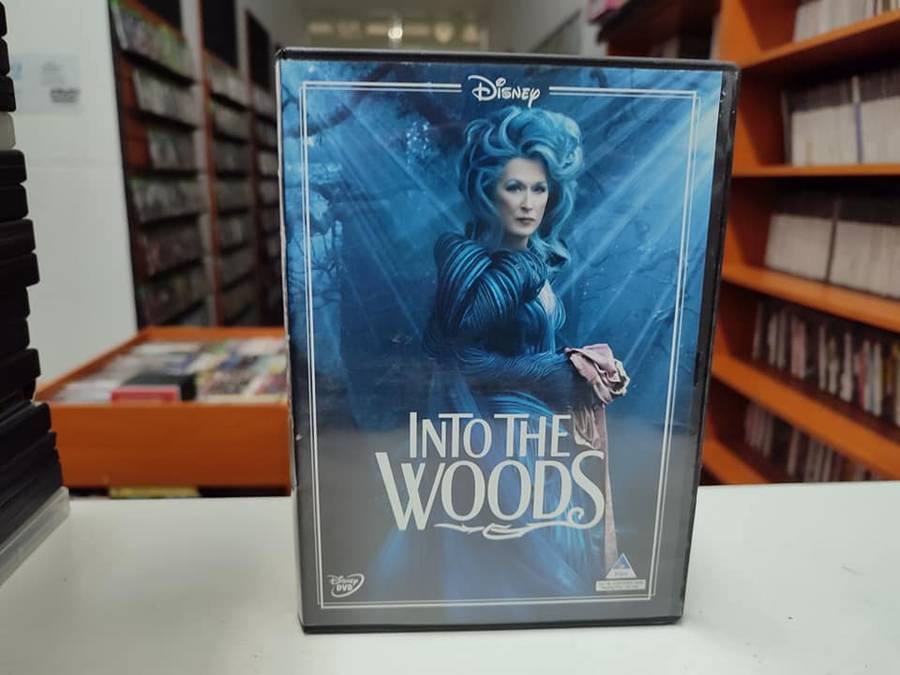 Disney
INTO THE
WOODS
Disney
DVD